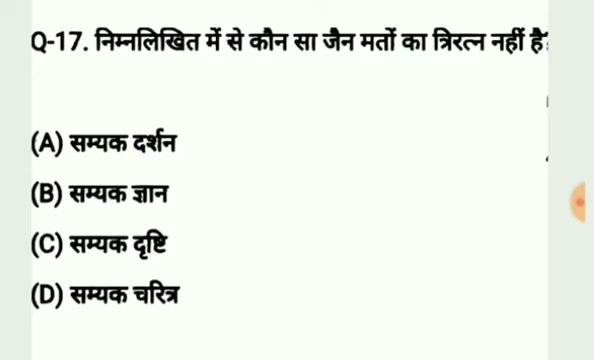 Q-17. निम्नलिखित में से कौन सा जैन मतों का त्रिरत्न नहीं है?
(A) सम्यक दर्शन
(B) सम्यक ज्ञान
(C) सम्यक दृष्टि
(D) सम्यक चरित्र